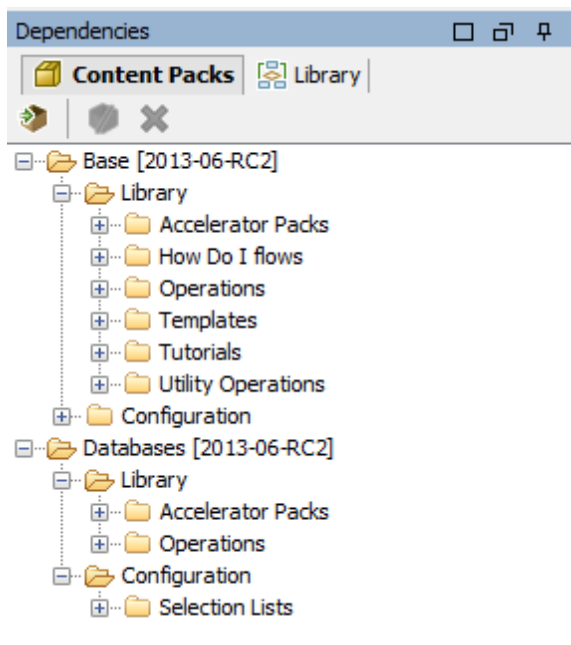 Dependencies
Content Packs Library
Base [2013-06-RC2]
Library
Accelerator Packs
How Do I flows
Operations
Templates
Tutorials
Utility Operations
Configuration
Databases [2013-06-RC2]
Library
Accelerator Packs
Operations
Configuration
Selection Lists